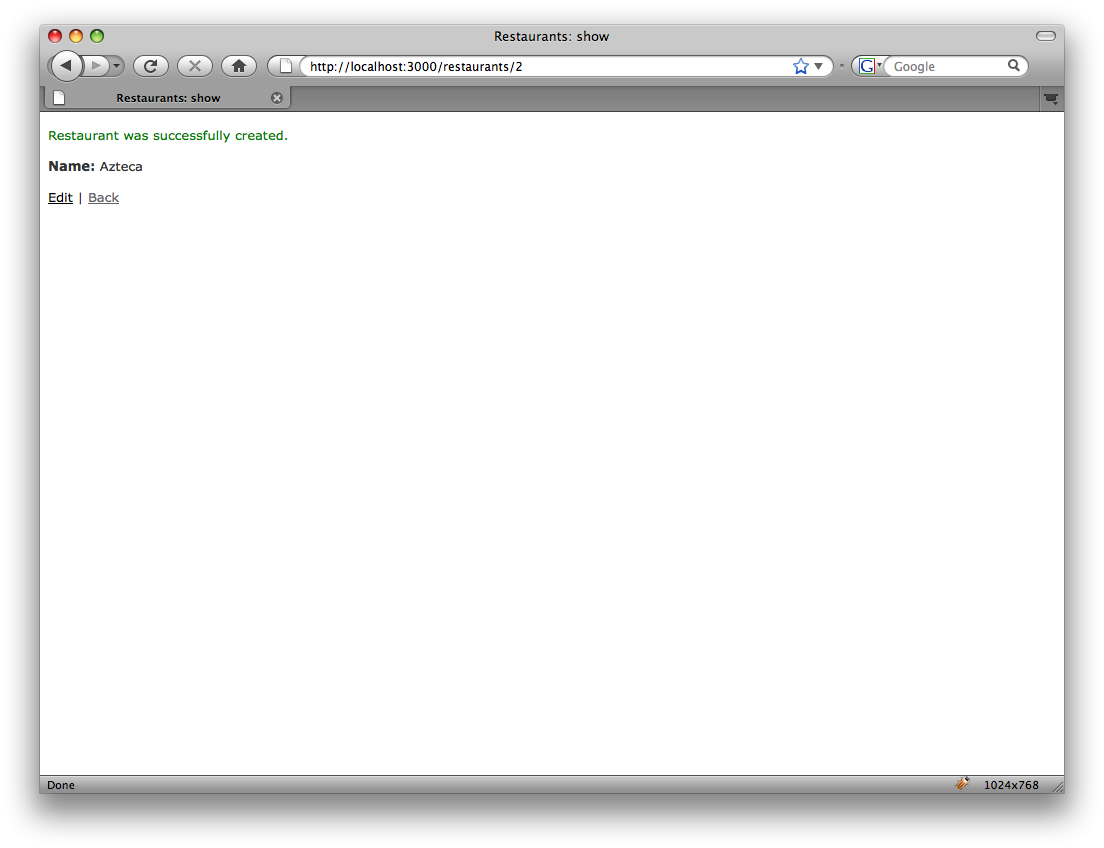 Restaurants: show
http://localhost:3000/restaurants/2
G
Google
Restaurants: show
Restaurant was successfully created.
Name: Azteca
Edit | Back
Done
1024x768